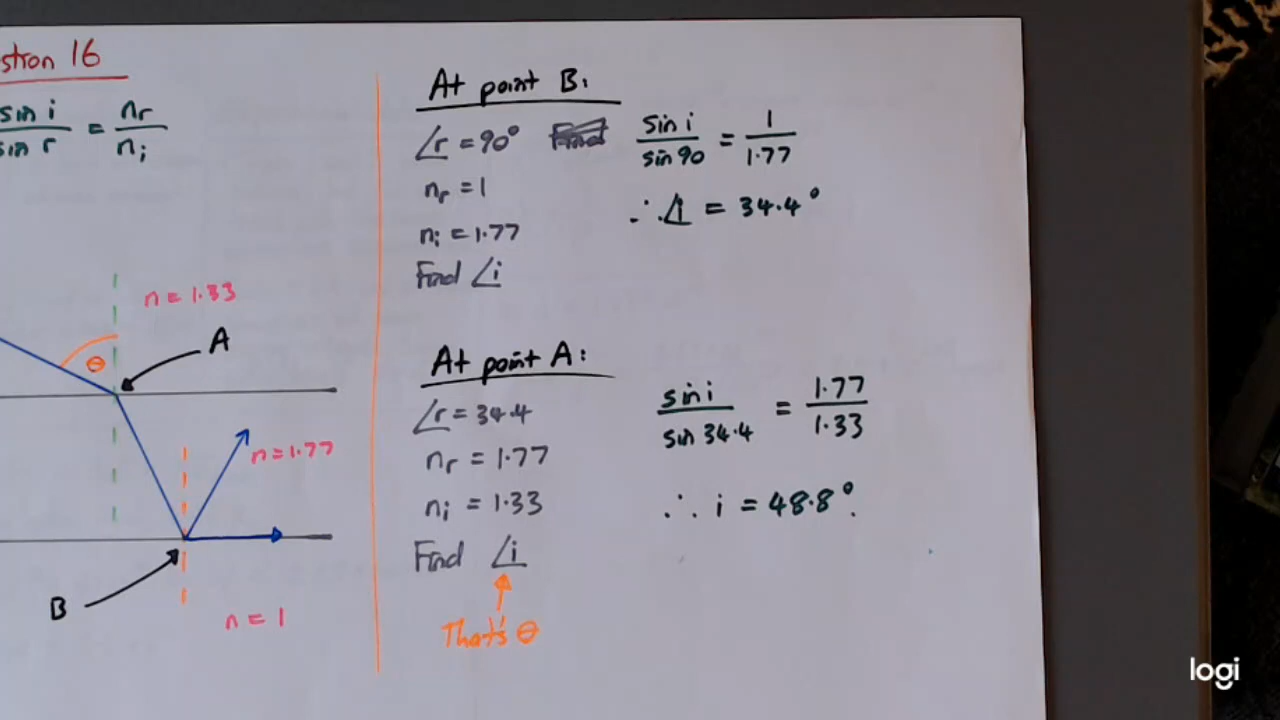 stion 16
sin i / sin r = nr / ni
n = 1.33
A
θ
n = 1.77
B
n = 1
At point B:
∠r = 90°
nr = 1
ni = 1.77
Find ∠i
sin i / sin 90 = 1 / 1.77
∴ ∠i = 34.4°
At point A:
∠r = 34.4
nr = 1.77
ni = 1.33
Find ∠i
That's θ
sin i / sin 34.4 = 1.77 / 1.33
∴ i = 48.8°.
logi